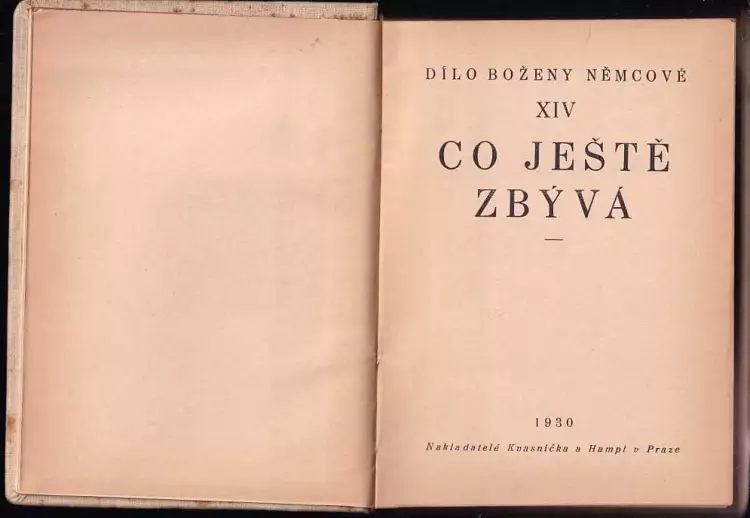 DÍLO BOŽENY NĚMCOVÉ
XIV
CO JEŠTĚ
ZBÝVÁ
1930
Nakladatelé Kvasnička a Hampl v Praze